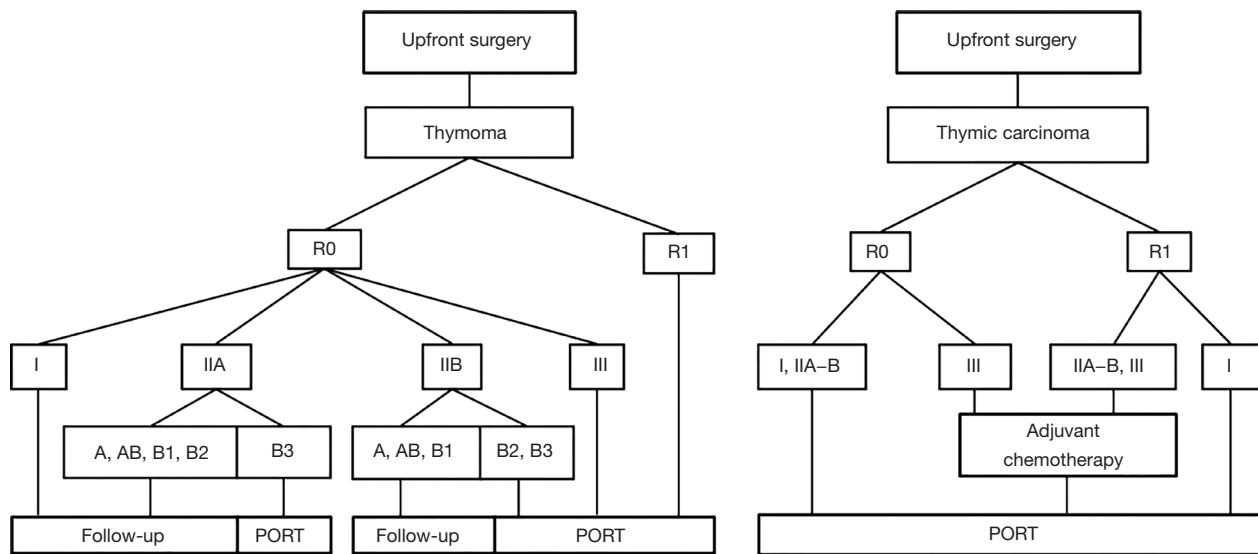 Upfront surgery
Thymoma
R0
R1
I
IIA
IIB
III
A, AB, B1, B2
B3
A, AB, B1
B2, B3
Follow-up
PORT
Follow-up
PORT
Upfront surgery
Thymic carcinoma
R0
R1
I, IIA–B
III
IIA–B, III
I
Adjuvant
chemotherapy
PORT